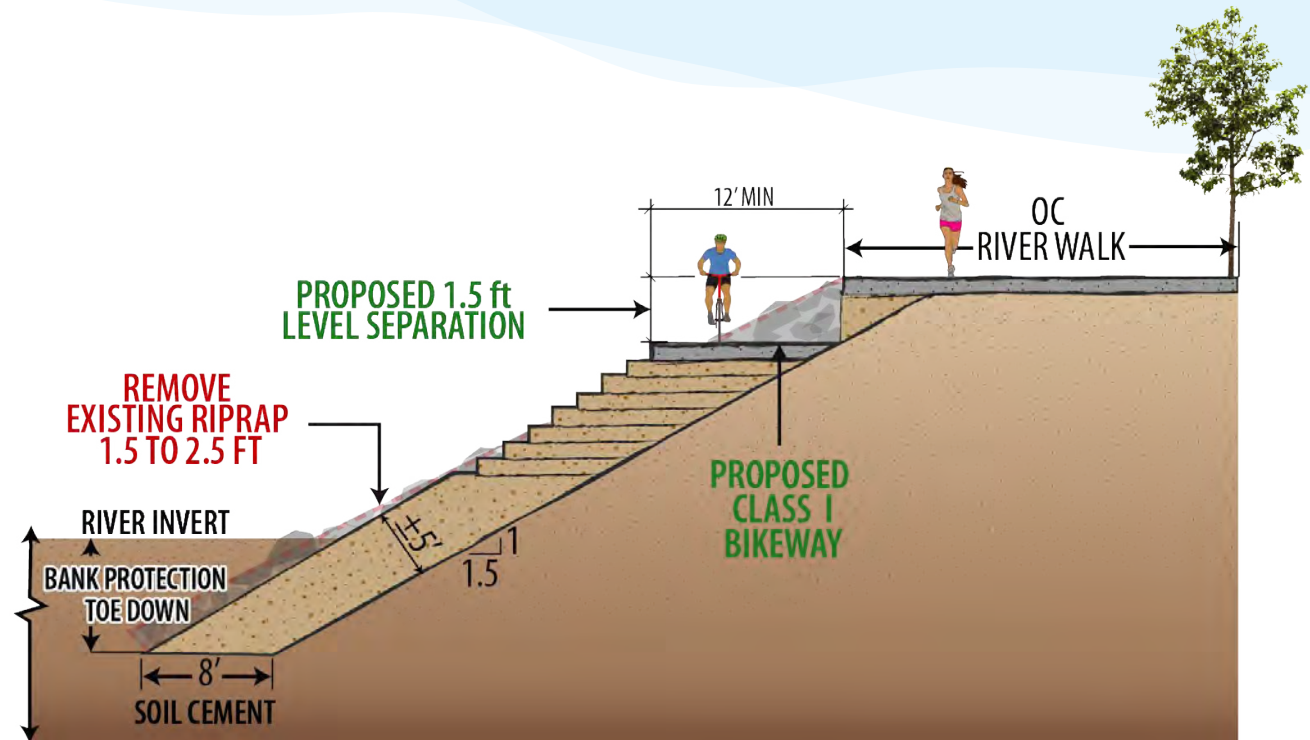 12' MIN
OC
RIVER WALK
PROPOSED 1.5 ft
LEVEL SEPARATION
REMOVE
EXISTING RIPRAP
1.5 TO 2.5 FT
PROPOSED
CLASS I
BIKEWAY
RIVER INVERT
±5'
1
1.5
BANK PROTECTION
TOE DOWN
8'
SOIL CEMENT